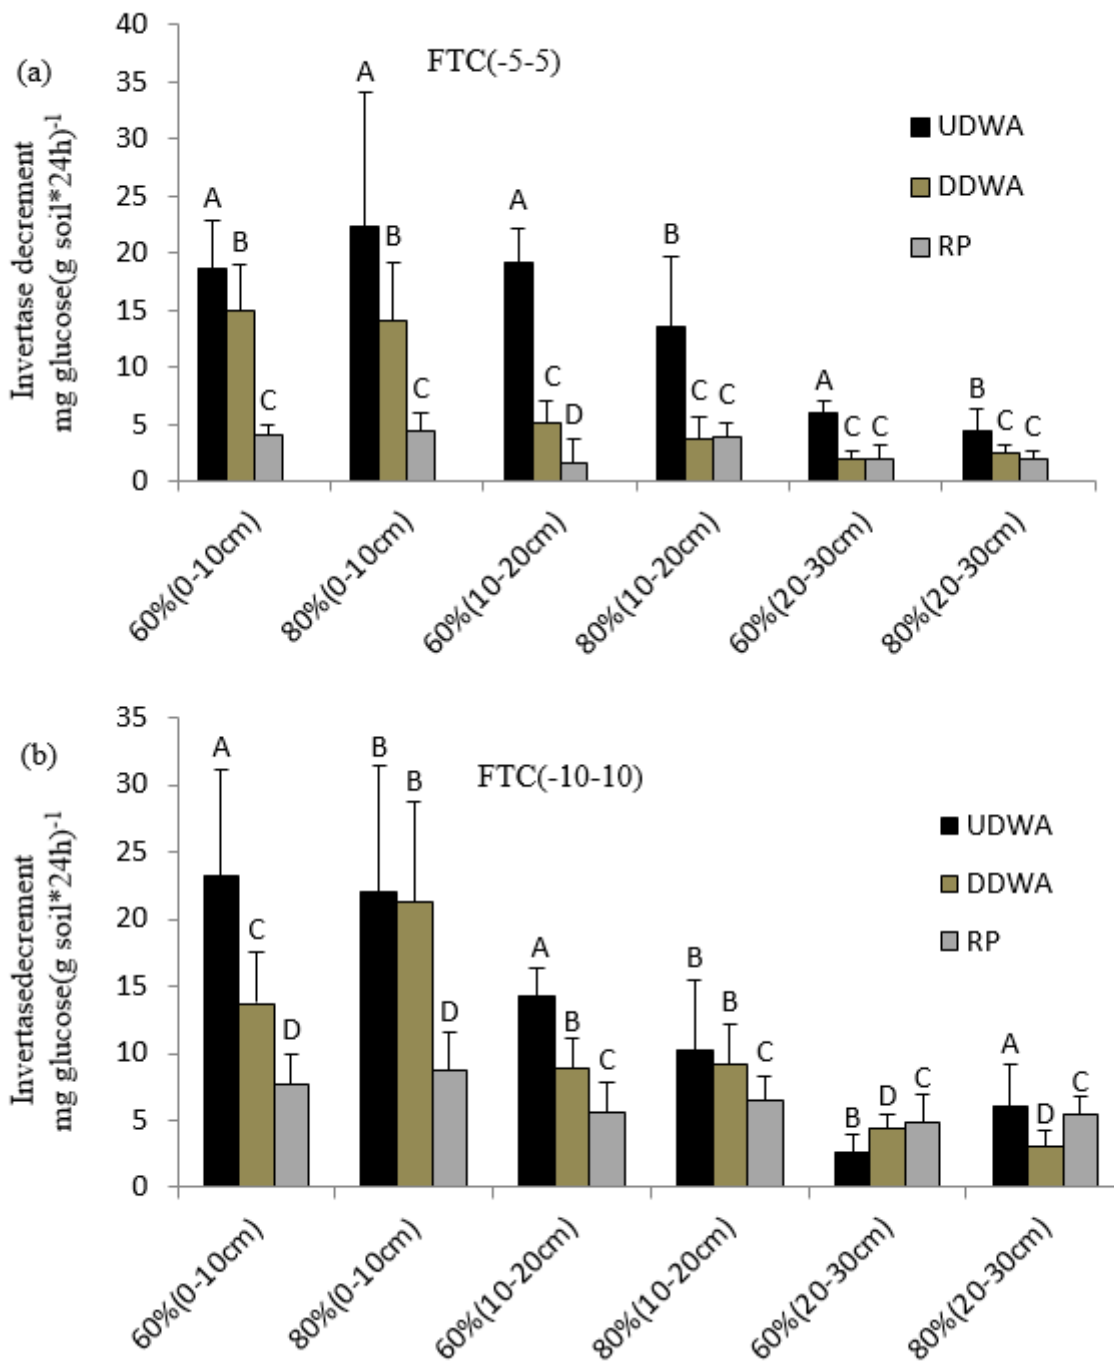 (a)
FTC(-5-5)
Invertase decrement
mg glucose(g soil*24h)-1
40
35
30
25
20
15
10
5
0
A B C
A B C
A C D
B C C
A C C
B C C
UDWA
DDWA
RP
60%(0-10cm)
80%(0-10cm)
60%(10-20cm)
80%(10-20cm)
60%(20-30cm)
80%(20-30cm)
(b)
FTC(-10-10)
Invertasedecrement
mg glucose(g soil*24h)-1
35
30
25
20
15
10
5
0
A C D
B B D
A B C
B B C
B D C
A D C
UDWA
DDWA
RP
60%(0-10cm)
80%(0-10cm)
60%(10-20cm)
80%(10-20cm)
60%(20-30cm)
80%(20-30cm)